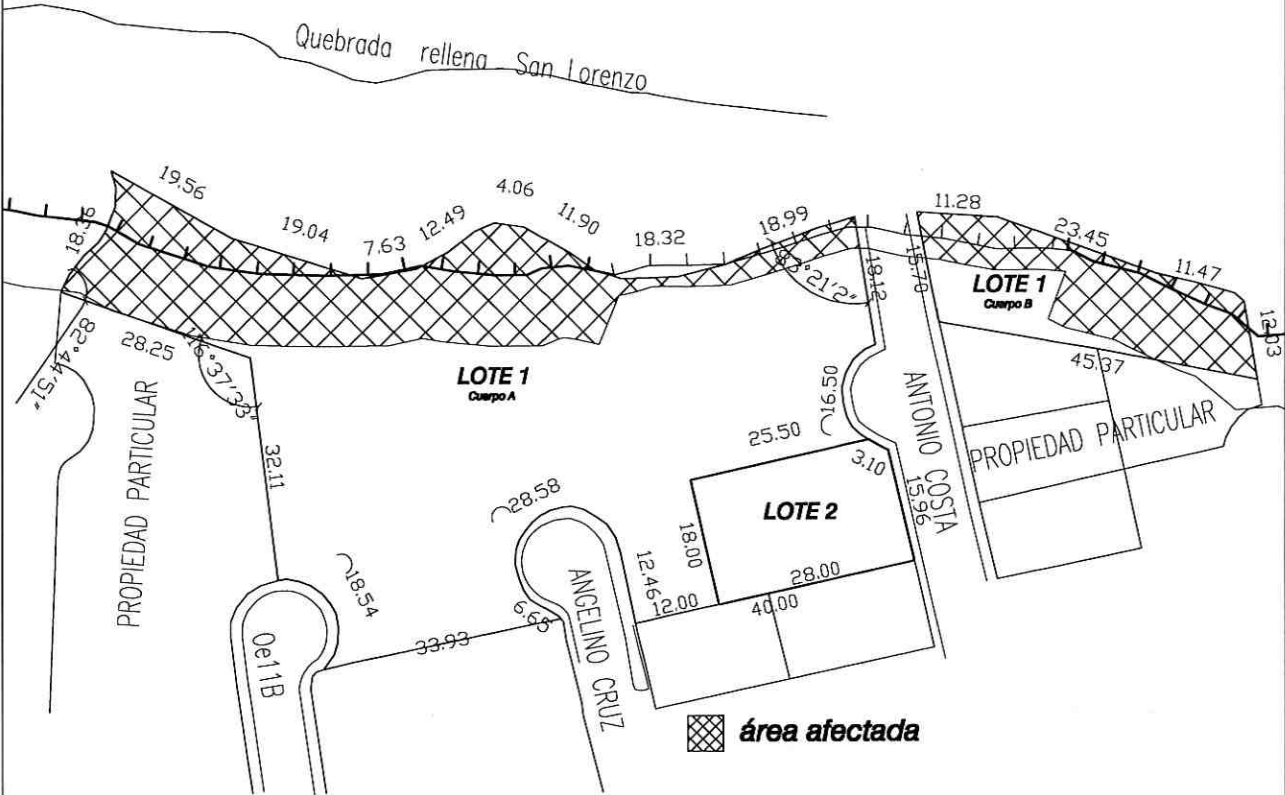 Quebrada rellena San Lorenzo
19.56
19.04
7.63
12.49
4.06
11.90
18.32
18.99
11.28
23.45
11.47
12.03
18.36
83°21'2"
18.12
15.70
LOTE 1
Cuerpo B
82°44'51"
28.25
116°37'33"
LOTE 1
Cuerpo A
45.37
PROPIEDAD PARTICULAR
32.11
16.50
ANTONIO COSTA
PROPIEDAD PARTICULAR
25.50
3.10
15.96
LOTE 2
18.00
28.00
28.58
12.46
12.00
40.00
18.54
6.65
33.93
ANGELINO CRUZ
Oe11B
área afectada